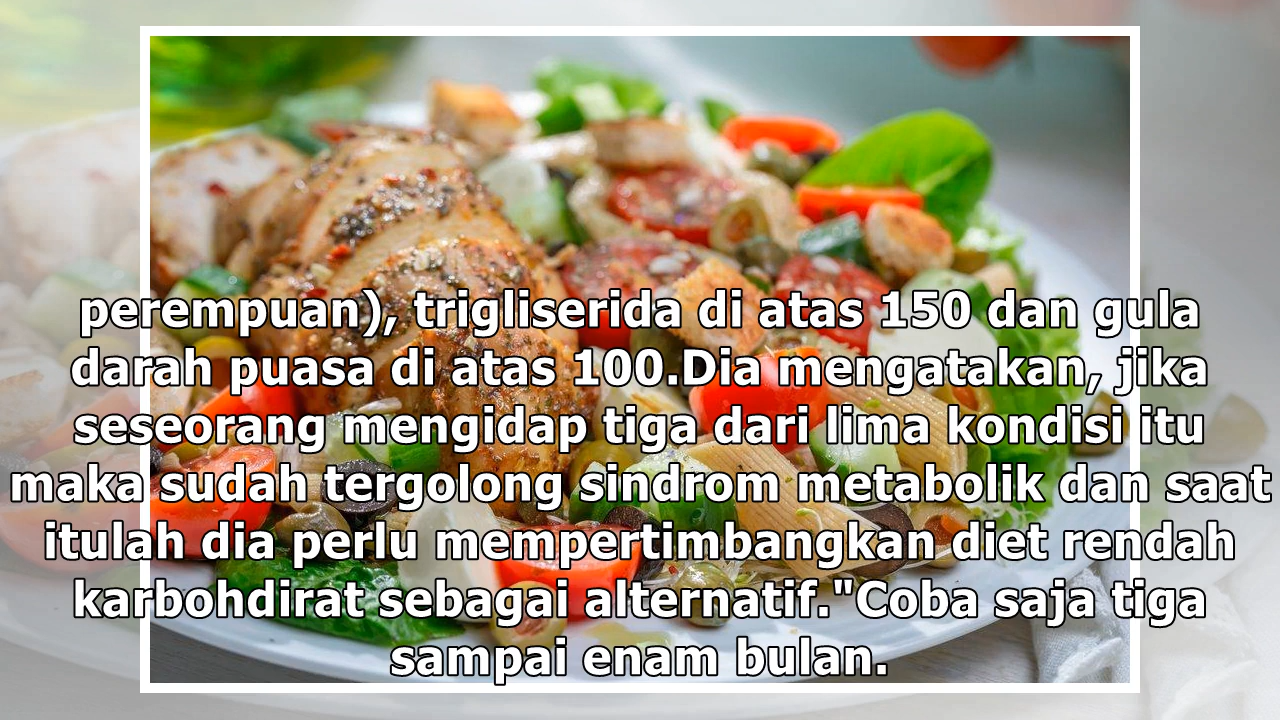 perempuan), trigliserida di atas 150 dan gula
darah puasa di atas 100.Dia mengatakan, jika
seseorang mengidap tiga dari lima kondisi itu
maka sudah tergolong sindrom metabolik dan saat
itulah dia perlu mempertimbangkan diet rendah
karbohdirat sebagai alternatif."Coba saja tiga
sampai enam bulan.